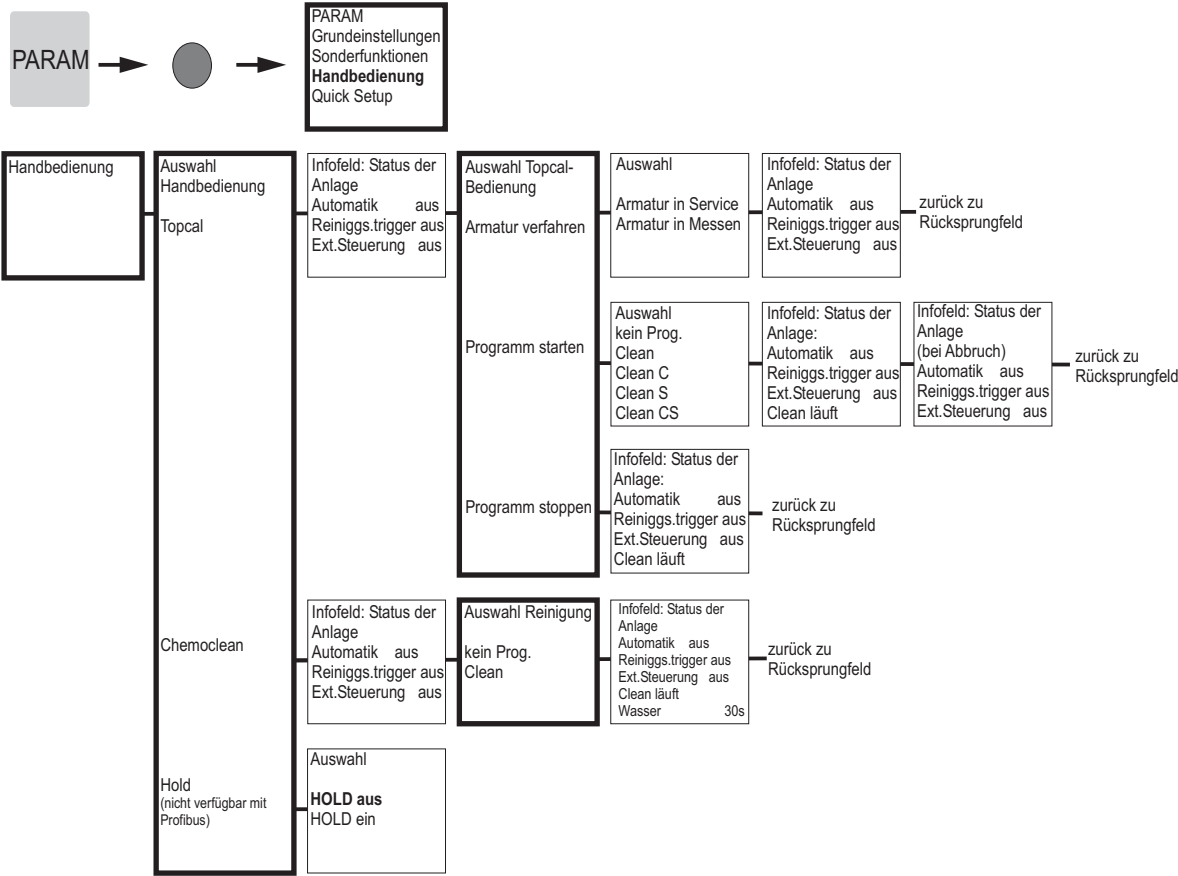 PARAM
PARAM
Grundeinstellungen
Sonderfunktionen
Handbedienung
Quick Setup
Handbedienung
Auswahl
Handbedienung
Topcal
Infofeld: Status der
Anlage
Automatik aus
Reiniggs.trigger aus
Ext.Steuerung aus
Auswahl Topcal-
Bedienung
Armatur verfahren
Auswahl
Armatur in Service
Armatur in Messen
Infofeld: Status der
Anlage
Automatik aus
Reiniggs.trigger aus
Ext.Steuerung aus
zurück zu
Rücksprungfeld
Programm starten
Auswahl
kein Prog.
Clean
Clean C
Clean S
Clean CS
Infofeld: Status der
Anlage:
Automatik aus
Reiniggs.trigger aus
Ext.Steuerung aus
Clean läuft
Infofeld: Status der
Anlage
(bei Abbruch)
Automatik aus
Reiniggs.trigger aus
Ext.Steuerung aus
zurück zu
Rücksprungfeld
Programm stoppen
Infofeld: Status der
Anlage:
Automatik aus
Reiniggs.trigger aus
Ext.Steuerung aus
Clean läuft
zurück zu
Rücksprungfeld
Chemoclean
Infofeld: Status der
Anlage
Automatik aus
Reiniggs.trigger aus
Ext.Steuerung aus
Auswahl Reinigung
kein Prog.
Clean
Infofeld: Status der
Anlage
Automatik aus
Reiniggs.trigger aus
Ext.Steuerung aus
Clean läuft
Wasser 30s
zurück zu
Rücksprungfeld
Hold
(nicht verfügbar mit
Profibus)
Auswahl
HOLD aus
HOLD ein